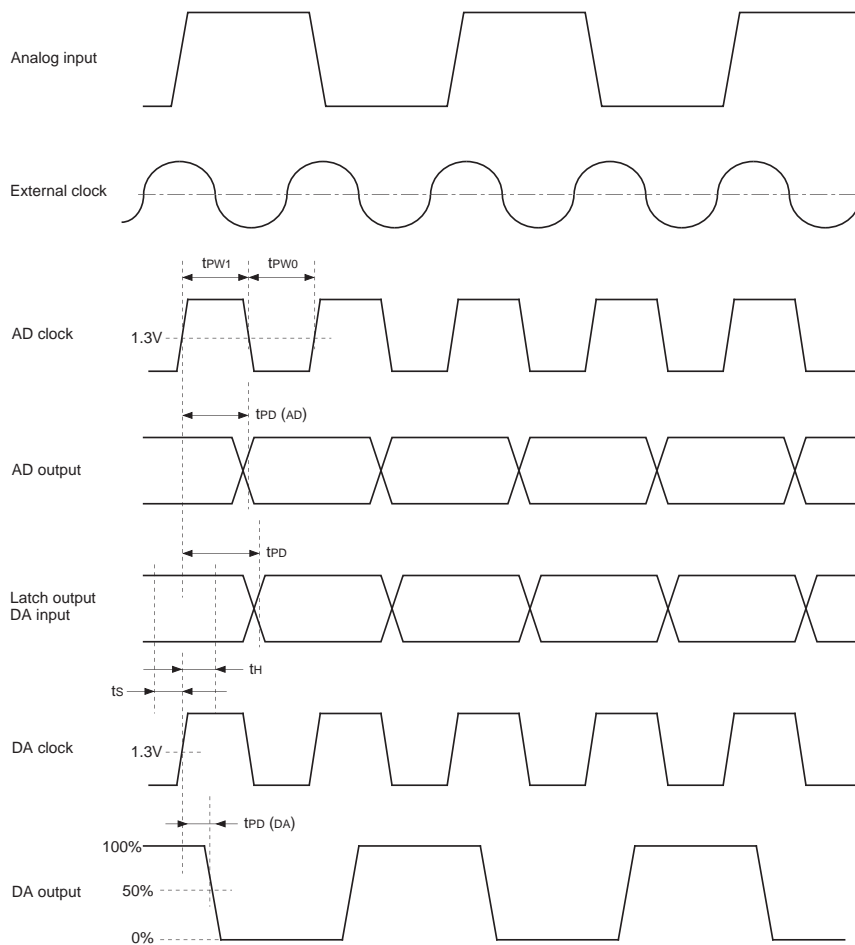 Analog input
External clock
tPW1 tPW0
AD clock
1.3V
tPD (AD)
AD output
tPD
Latch output
DA input
tH
tS
DA clock
1.3V
tPD (DA)
100%
DA output
50%
0%